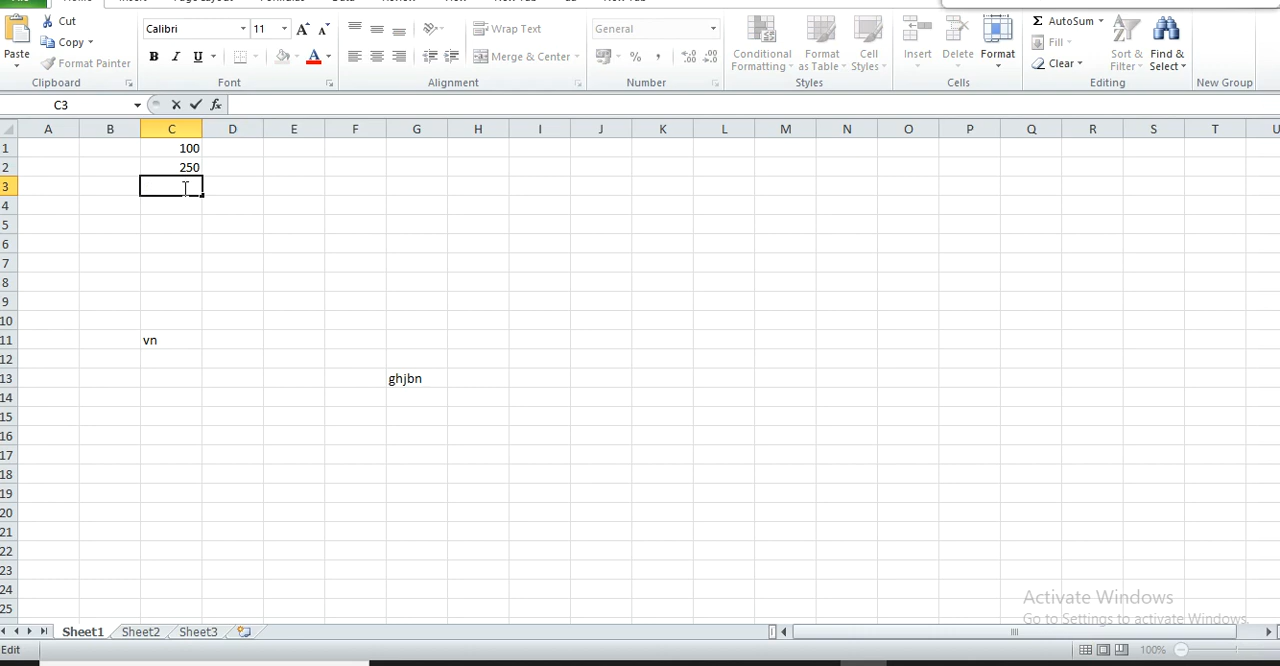 Cut
Copy
Format Painter
Paste
Clipboard
Calibri 11
B I U
Font
Wrap Text
Merge & Center
Alignment
General
% ,
Number
Conditional Formatting
Format as Table
Cell Styles
Styles
Insert
Delete
Format
Cells
Σ AutoSum
Fill
Clear
Sort & Filter
Find & Select
Editing
New Group
C3 fx
A B C D E F G H I J K L M N O P Q R S T U
1 100
2 250
3
4
5
6
7
8
9
10
11 vn
12
13 ghjbn
14
15
16
17
18
19
20
21
22
23
24
25
Activate Windows
Go to Settings to activate Windows.
Sheet1 Sheet2 Sheet3
Edit 100%